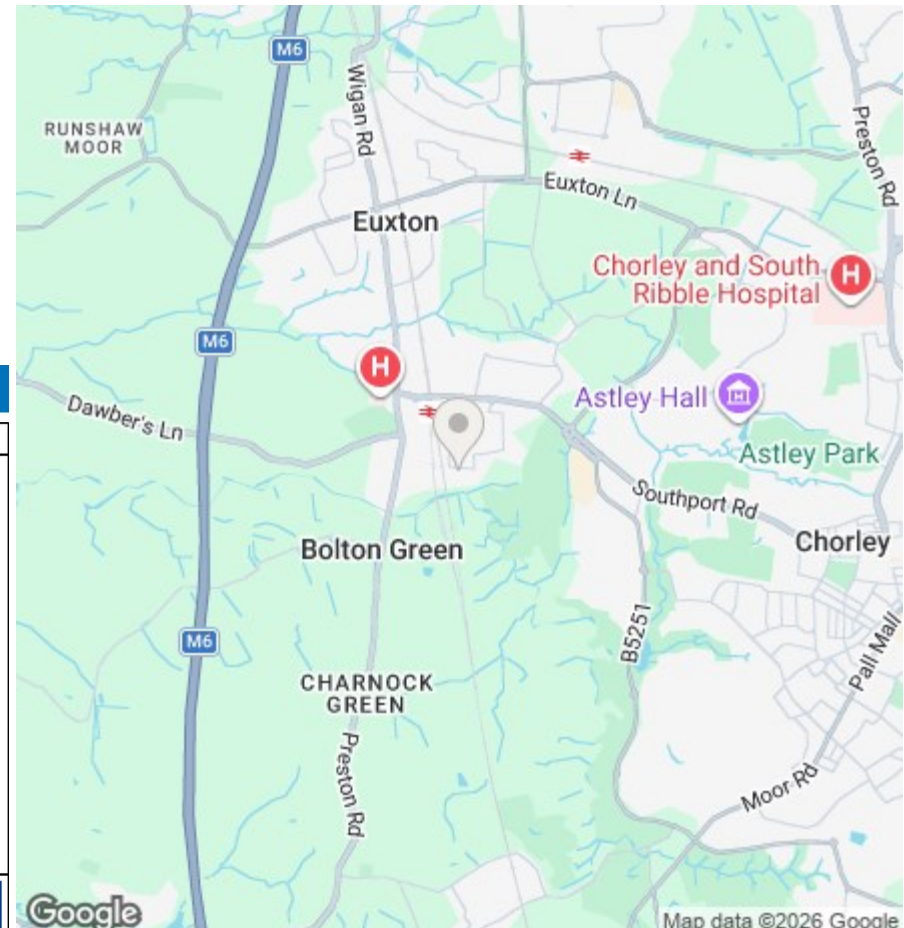 M6
Wigan Rd
RUNSHAW
MOOR
Preston Rd
Euxton Ln
Euxton
Chorley and South
Ribble Hospital
H
M6
H
Astley Hall
Dawber's Ln
Astley Park
Southport Rd
Chorley
Bolton Green
B5251
M6
Pall Mall
CHARNOCK
GREEN
Preston Rd
Moor Rd
Google
Map data ©2026 Google